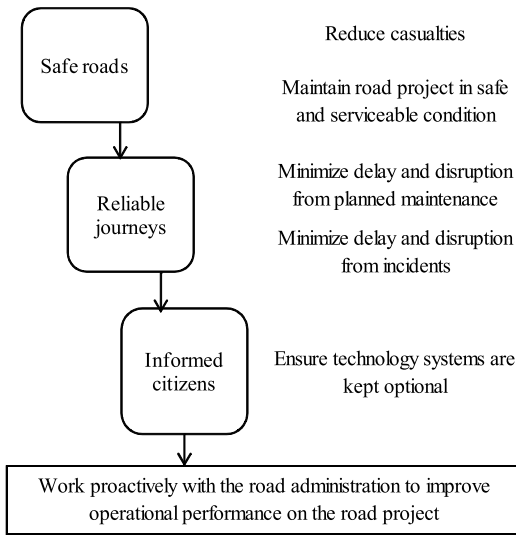 Safe roads
Reduce casualties
Maintain road project in safe
and serviceable condition
Reliable
journeys
Minimize delay and disruption
from planned maintenance
Minimize delay and disruption
from incidents
Informed
citizens
Ensure technology systems are
kept optional
Work proactively with the road administration to improve
operational performance on the road project